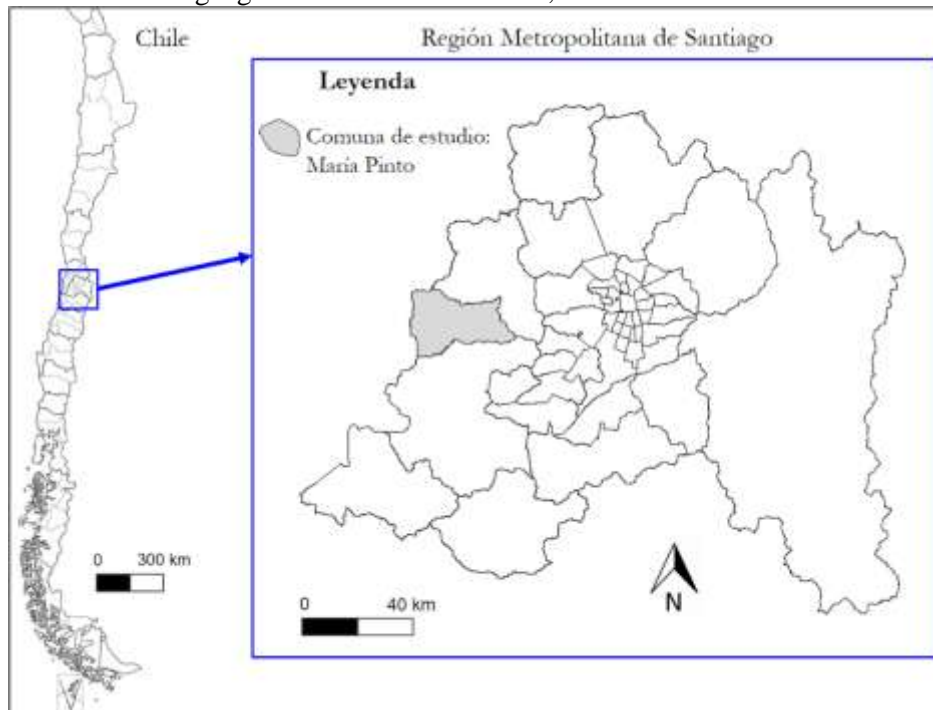 Chile
Región Metropolitana de Santiago
Leyenda
Comuna de estudio:
María Pinto
0 300 km
0 40 km
N